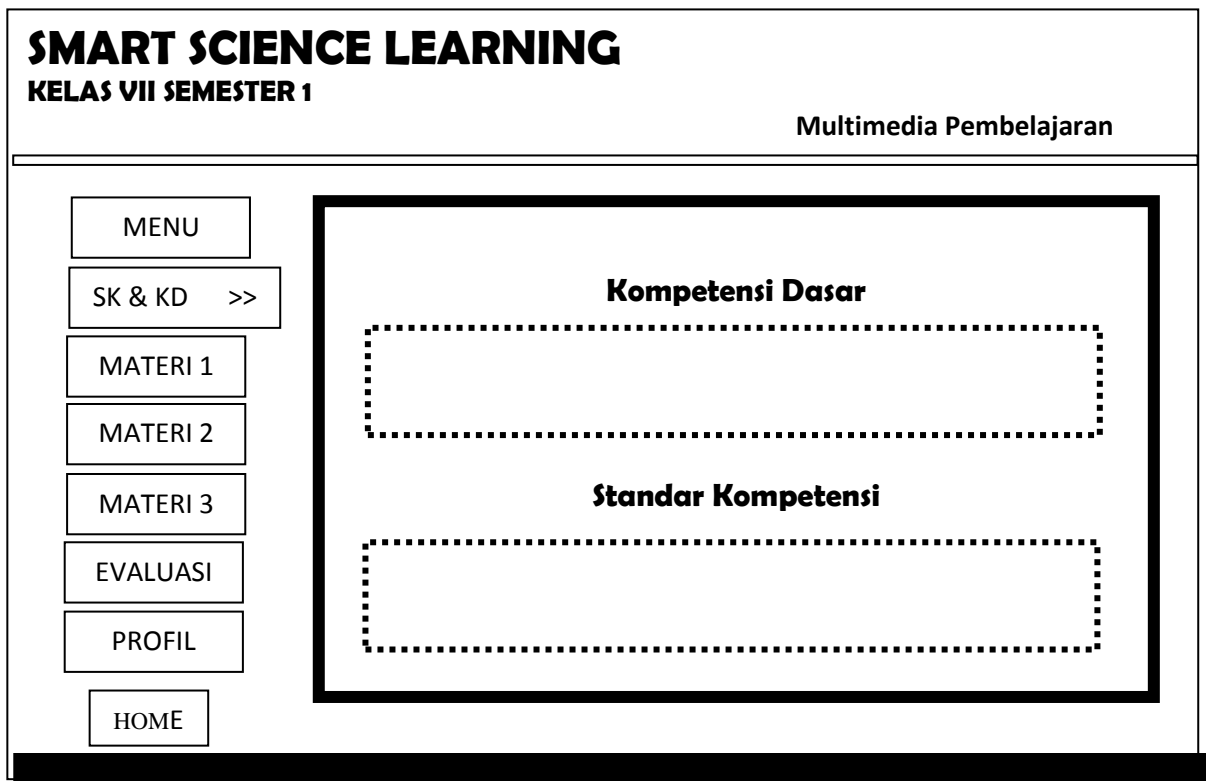 SMART SCIENCE LEARNING
KELAS VII SEMESTER 1
Multimedia Pembelajaran
MENU
SK & KD >>
MATERI 1
MATERI 2
MATERI 3
EVALUASI
PROFIL
HOME
Kompetensi Dasar
Standar Kompetensi